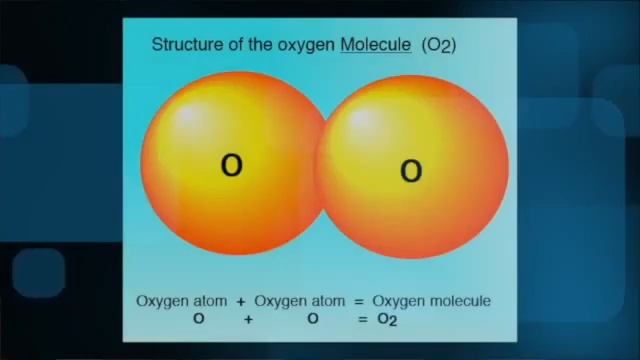 Structure of the oxygen Molecule (O2)
O O
Oxygen atom + Oxygen atom = Oxygen molecule
O + O = O2